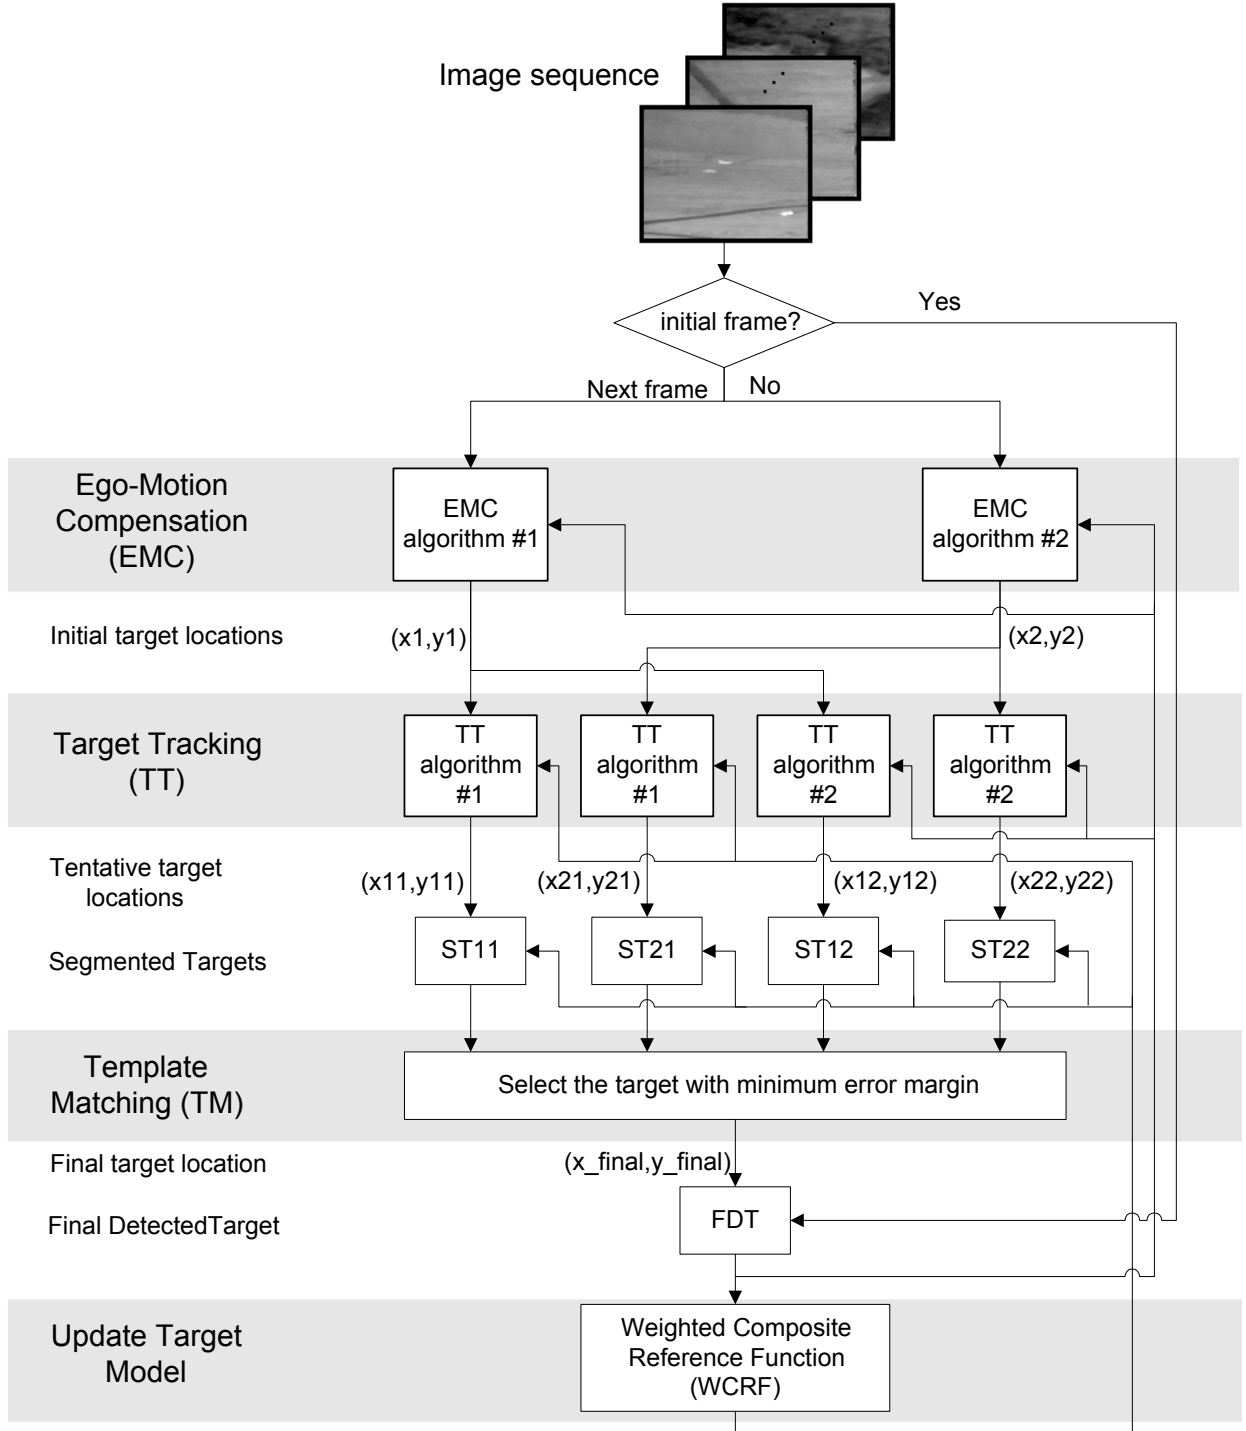 Image sequence
initial frame?
Yes
Next frame
No
Ego-Motion
Compensation
(EMC)
EMC
algorithm #1
EMC
algorithm #2
Initial target locations
(x1,y1)
(x2,y2)
Target Tracking
(TT)
TT
algorithm
#1
TT
algorithm
#1
TT
algorithm
#2
TT
algorithm
#2
Tentative target
locations
(x11,y11)
(x21,y21)
(x12,y12)
(x22,y22)
Segmented Targets
ST11
ST21
ST12
ST22
Template
Matching (TM)
Select the target with minimum error margin
Final target location
(x_final,y_final)
Final DetectedTarget
FDT
Update Target
Model
Weighted Composite
Reference Function
(WCRF)